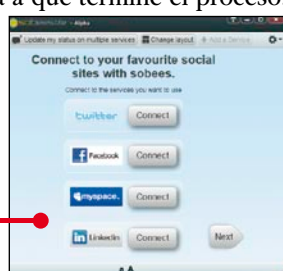 a a que termine el proceso
- Alpha
Update my status on multiple services Change layout + Add a Service
Connect to your favourite social
sites with sobees.
Connect to the services you want to use
twitter Connect
Facebook Connect
myspace. Connect
LinkedIn Connect Next